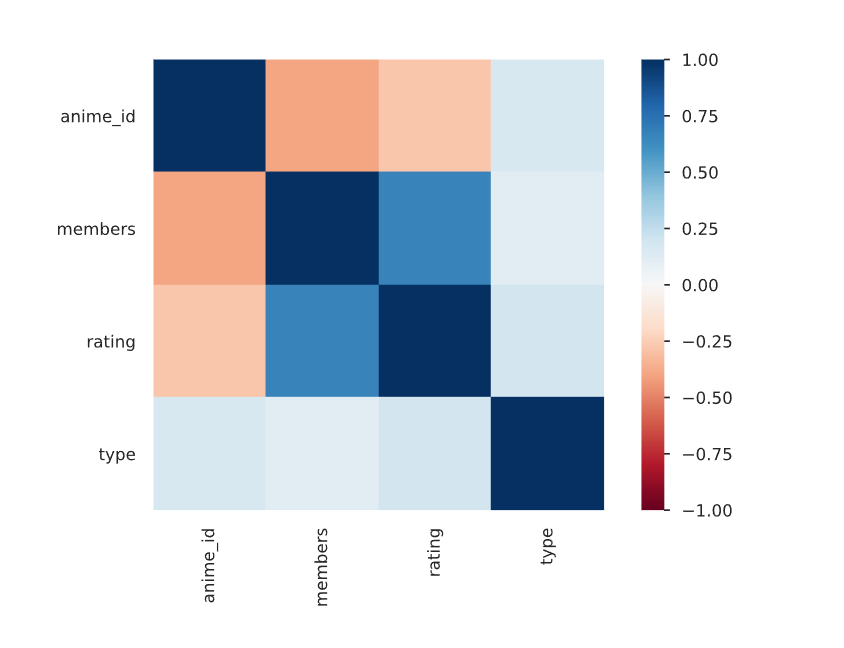 anime_id
members
rating
type
anime_id
members
rating
type
1.00
0.75
0.50
0.25
0.00
−0.25
−0.50
−0.75
−1.00